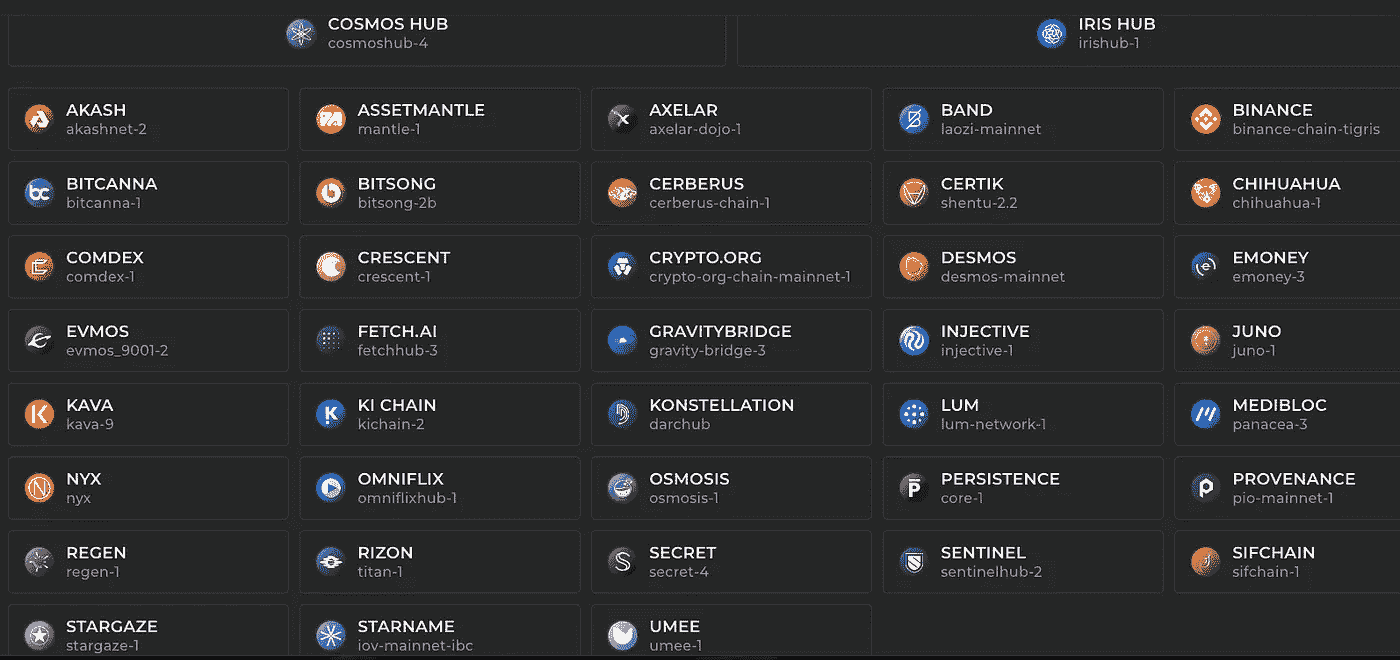 COSMOS HUB
cosmoshub-4
IRIS HUB
irishub-1
AKASH
akashnet-2
ASSETMANTLE
mantle-1
AXELAR
axelar-dojo-1
BAND
laozi-mainnet
BINANCE
binance-chain-tigris
BITCANNA
bitcanna-1
BITSONG
bitsong-2b
CERBERUS
cerberus-chain-1
CERTIK
shentu-2.2
CHIHUAHUA
chihuahua-1
COMDEX
comdex-1
CRESCENT
crescent-1
CRYPTO.ORG
crypto-org-chain-mainnet-1
DESMOS
desmos-mainnet
EMONEY
emoney-3
EVMOS
evmos_9001-2
FETCH.AI
fetchhub-3
GRAVITYBRIDGE
gravity-bridge-3
INJECTIVE
injective-1
JUNO
juno-1
KAVA
kava-9
KI CHAIN
kichain-2
KONSTELLATION
darchub
LUM
lum-network-1
MEDIBLOC
panacea-3
NYX
nyx
OMNIFLIX
omniflixhub-1
OSMOSIS
osmosis-1
PERSISTENCE
core-1
PROVENANCE
pio-mainnet-1
REGEN
regen-1
RIZON
titan-1
SECRET
secret-4
SENTINEL
sentinelhub-2
SIFCHAIN
sifchain-1
STARGAZE
stargaze-1
STARNAME
iov-mainnet-ibc
UMEE
umee-1